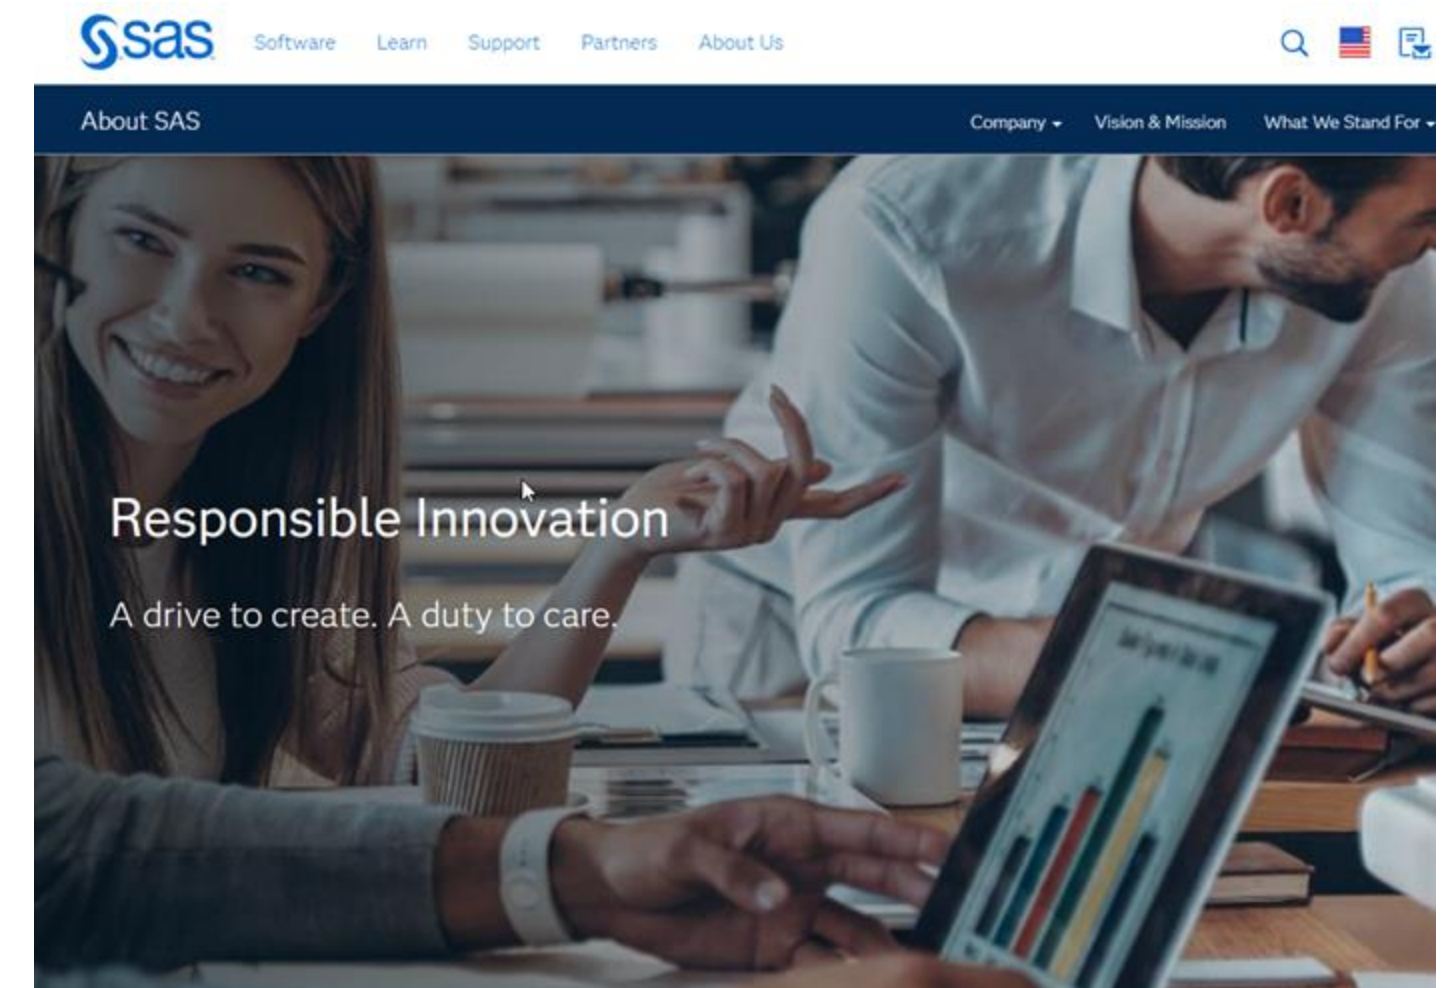 sas
Software Learn Support Partners About Us
About SAS
Company Vision & Mission What We Stand For
Responsible Innovation
A drive to create. A duty to care.